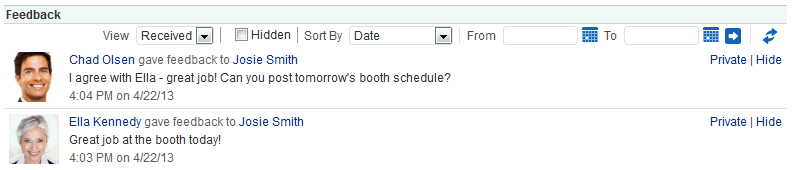 Feedback
View Received Hidden Sort By Date From To
Chad Olsen gave feedback to Josie Smith Private | Hide
I agree with Ella - great job! Can you post tomorrow's booth schedule?
4:04 PM on 4/22/13
Ella Kennedy gave feedback to Josie Smith Private | Hide
Great job at the booth today!
4:03 PM on 4/22/13